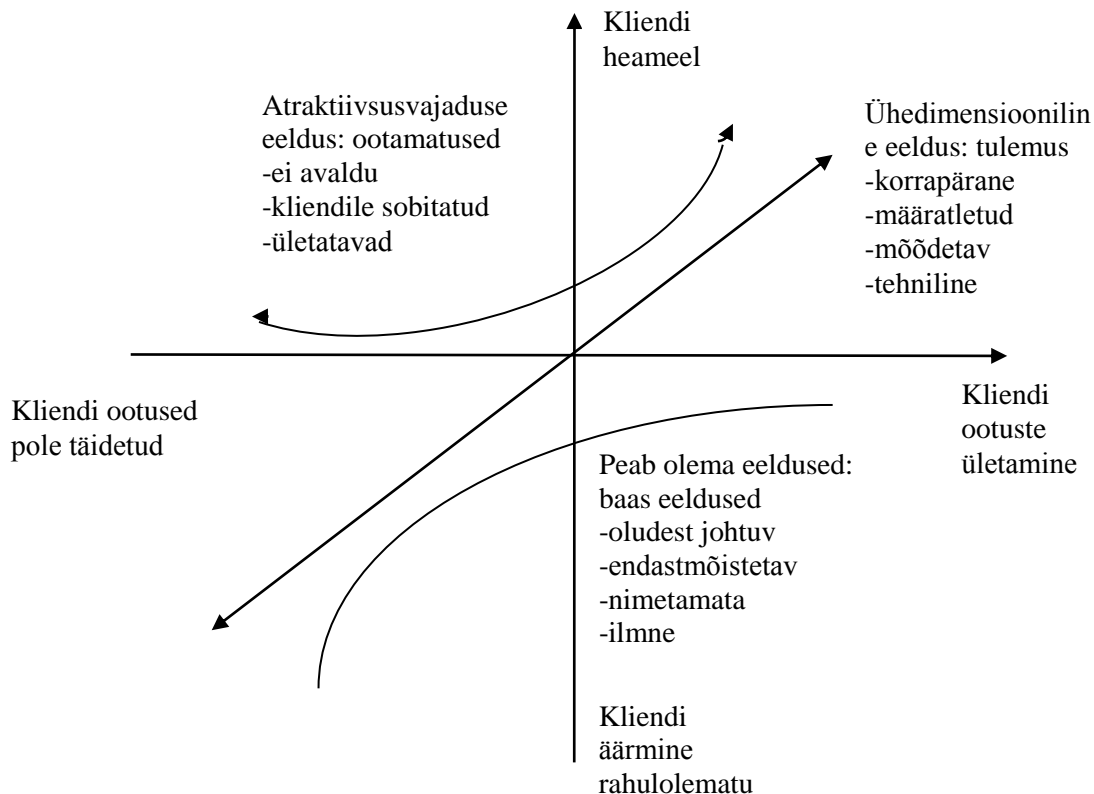 Kliendi
heameel
Atraktiivsusvajaduse
eeldus: ootamatused
-ei avaldu
-kliendile sobitatud
-ületatavad
Ühedimensioonilin
e eeldus: tulemus
-korrapärane
-määratletud
-mõõdetav
-tehniline
Kliendi ootused
pole täidetud
Kliendi
ootuste
ületamine
Peab olema eeldused:
baas eeldused
-oludest johtuv
-endastmõistetav
-nimetamata
-ilmne
Kliendi
äärmine
rahulolematu